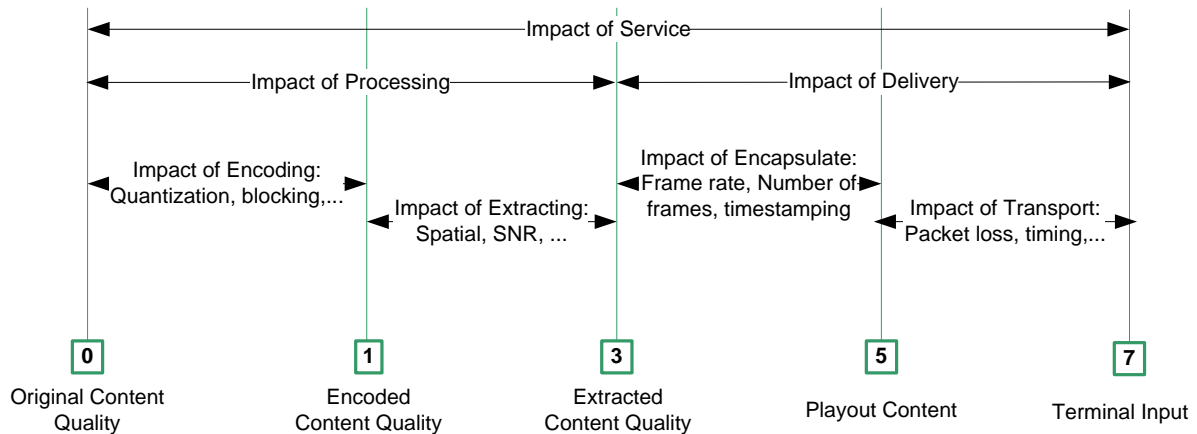 Impact of Service
Impact of Processing
Impact of Delivery
Impact of Encoding:
Quantization, blocking,...
Impact of Extracting:
Spatial, SNR, ...
Impact of Encapsulate:
Frame rate, Number of
frames, timestamping
Impact of Transport:
Packet loss, timing,...
0
1
3
5
7
Original Content
Quality
Encoded
Content Quality
Extracted
Content Quality
Playout Content
Terminal Input